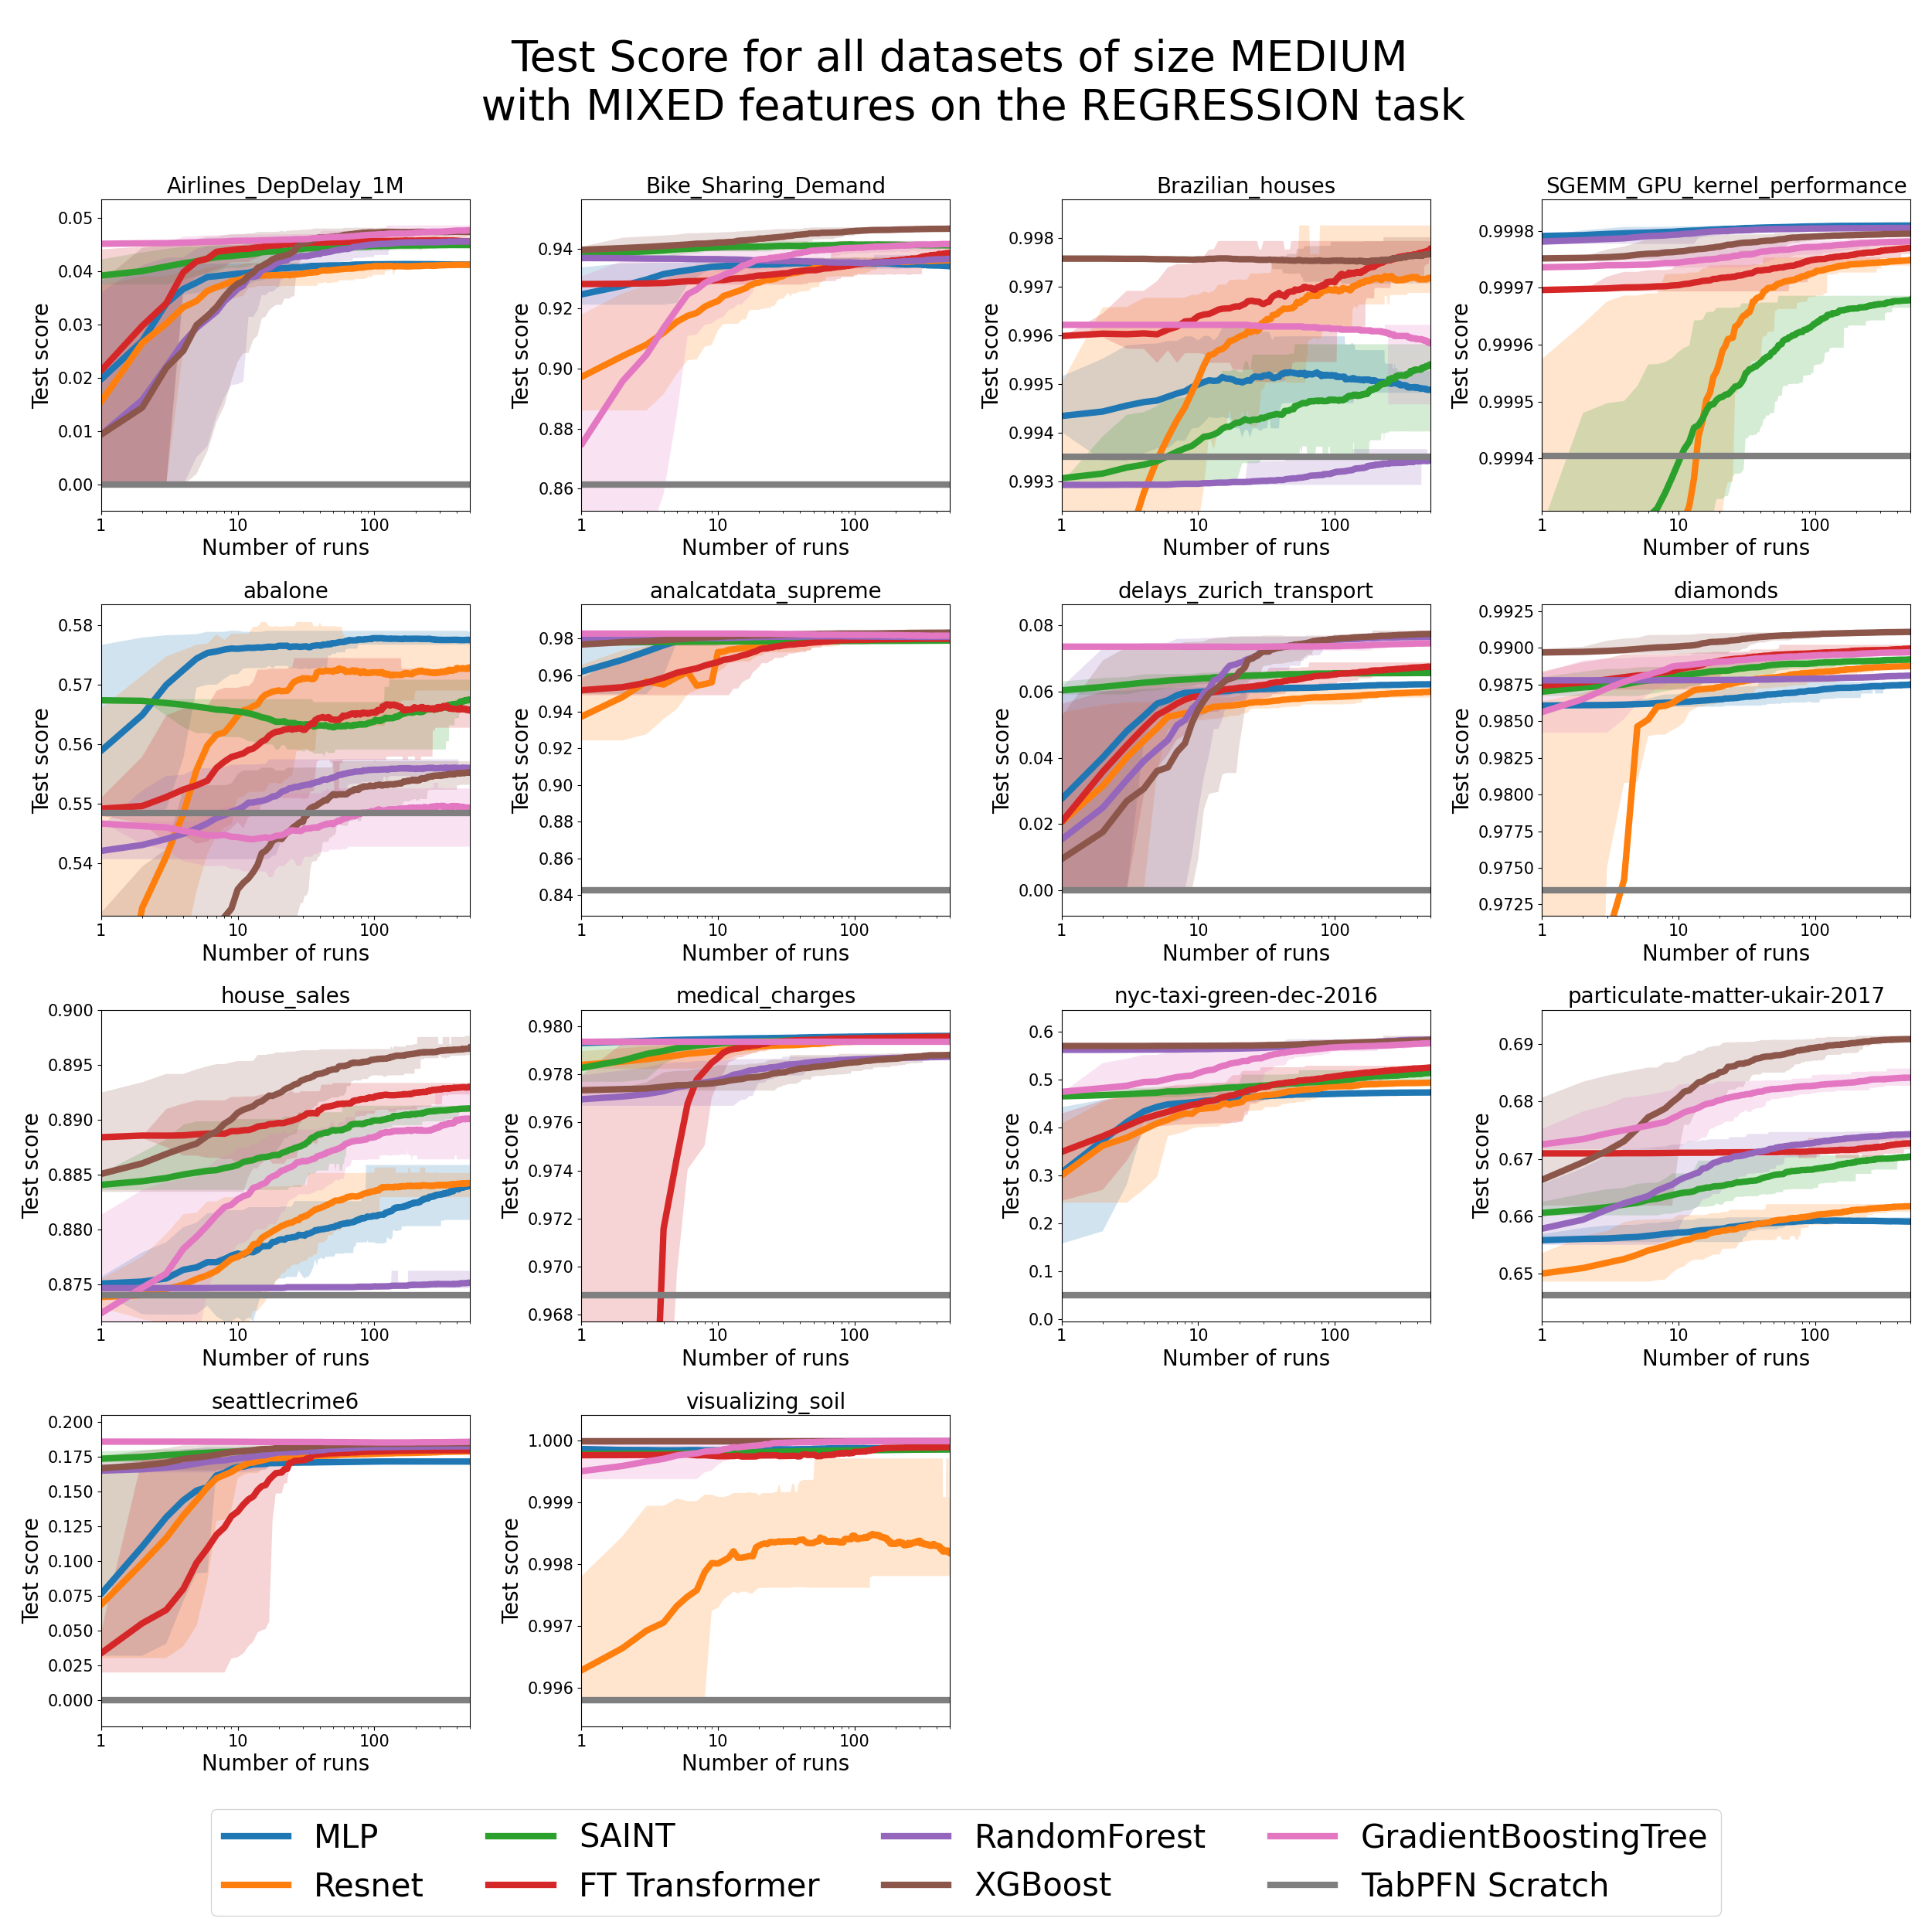 Test Score for all datasets of size MEDIUM
with MIXED features on the REGRESSION task
Airlines_DepDelay_1M
Test score
0.05
0.04
0.03
0.02
0.01
0.00
1 10 100
Number of runs
Bike_Sharing_Demand
Test score
0.94
0.92
0.90
0.88
0.86
1 10 100
Number of runs
Brazilian_houses
Test score
0.998
0.997
0.996
0.995
0.994
0.993
1 10 100
Number of runs
SGEMM_GPU_kernel_performance
Test score
0.9998
0.9997
0.9996
0.9995
0.9994
1 10 100
Number of runs
abalone
Test score
0.58
0.57
0.56
0.55
0.54
1 10 100
Number of runs
analcatdata_supreme
Test score
0.98
0.96
0.94
0.92
0.90
0.88
0.86
0.84
1 10 100
Number of runs
delays_zurich_transport
Test score
0.08
0.06
0.04
0.02
0.00
1 10 100
Number of runs
diamonds
Test score
0.9925
0.9900
0.9875
0.9850
0.9825
0.9800
0.9775
0.9750
0.9725
1 10 100
Number of runs
house_sales
Test score
0.900
0.895
0.890
0.885
0.880
0.875
1 10 100
Number of runs
medical_charges
Test score
0.980
0.978
0.976
0.974
0.972
0.970
0.968
1 10 100
Number of runs
nyc-taxi-green-dec-2016
Test score
0.6
0.5
0.4
0.3
0.2
0.1
0.0
1 10 100
Number of runs
particulate-matter-ukair-2017
Test score
0.69
0.68
0.67
0.66
0.65
1 10 100
Number of runs
seattlecrime6
Test score
0.200
0.175
0.150
0.125
0.100
0.075
0.050
0.025
0.000
1 10 100
Number of runs
visualizing_soil
Test score
1.000
0.999
0.998
0.997
0.996
1 10 100
Number of runs
MLP SAINT RandomForest GradientBoostingTree
Resnet FT Transformer XGBoost TabPFN Scratch